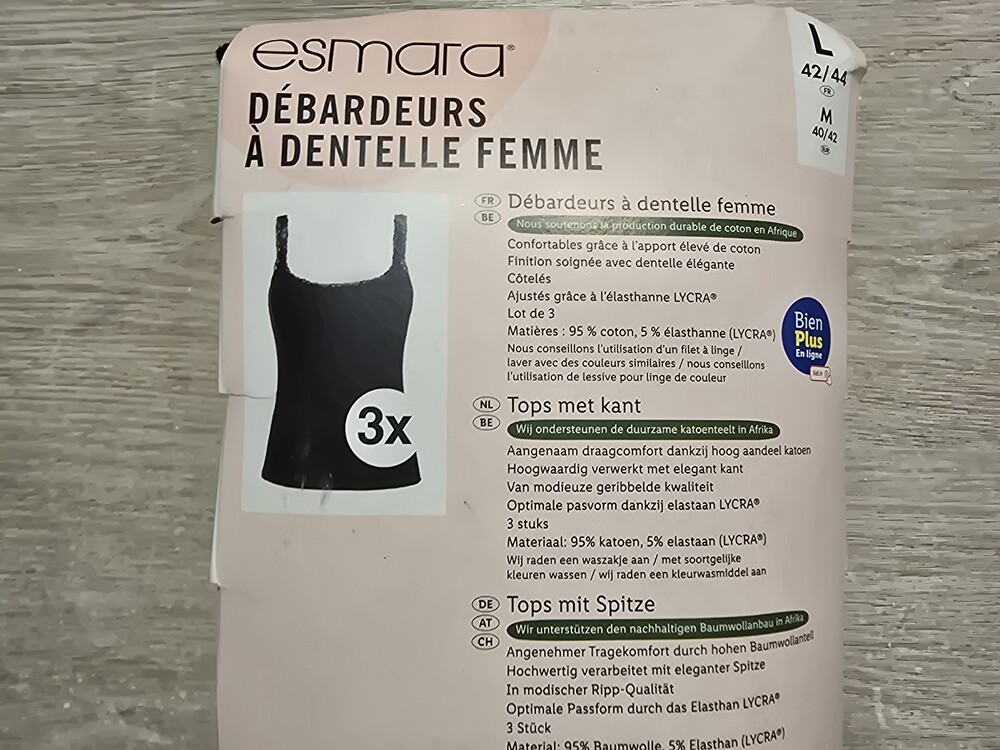 esmara®
DÉBARDEURS
À DENTELLE FEMME
L
42/44
FR
M
40/42
EUR
3x
FR
BE
Débardeurs à dentelle femme
Nous soutenons la production durable de coton en Afrique
Confortables grâce à l'apport élevé de coton
Finition soignée avec dentelle élégante
Côtelés
Ajustés grâce à l'élasthanne LYCRA®
Lot de 3
Matières : 95 % coton, 5 % élasthanne (LYCRA®)
Nous conseillons l'utilisation d'un filet à linge /
laver avec des couleurs similaires / nous conseillons
l'utilisation de lessive pour linge de couleur
Bien
Plus
En ligne
NL
BE
Tops met kant
Wij ondersteunen de duurzame katoenteelt in Afrika
Aangenaam draagcomfort dankzij hoog aandeel katoen
Hoogwaardig verwerkt met elegant kant
Van modieuze geribbelde kwaliteit
Optimale pasvorm dankzij elastaan LYCRA®
3 stuks
Materiaal: 95% katoen, 5% elastaan (LYCRA®)
Wij raden een waszakje aan / met soortgelijke
kleuren wassen / wij raden een kleurwasmiddel aan
DE
AT
CH
Tops mit Spitze
Wir unterstützen den nachhaltigen Baumwollanbau in Afrika
Angenehmer Tragekomfort durch hohen Baumwollanteil
Hochwertig verarbeitet mit eleganter Spitze
In modischer Ripp-Qualität
Optimale Passform durch das Elasthan LYCRA®
3 Stück
Material: 95% Baumwolle, 5% Elasthan (LYCRA®)